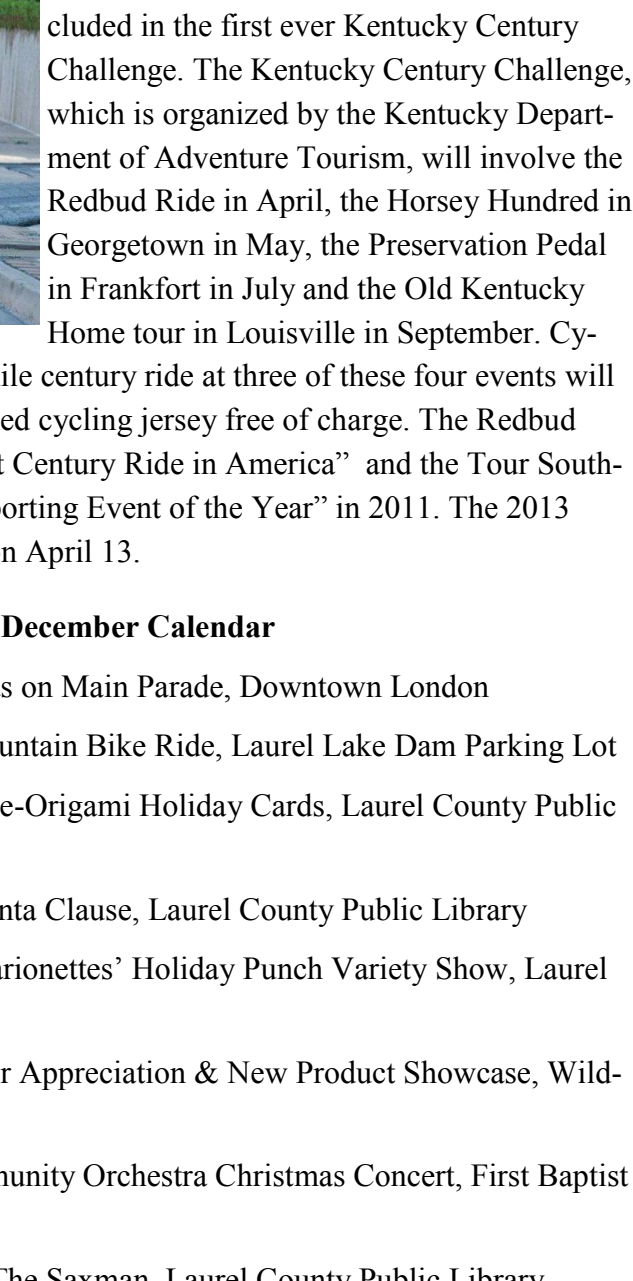 cluded in the first ever Kentucky Century
Challenge. The Kentucky Century Challenge,
which is organized by the Kentucky Depart-
ment of Adventure Tourism, will involve the
Redbud Ride in April, the Horsey Hundred in
Georgetown in May, the Preservation Pedal
in Frankfort in July and the Old Kentucky
Home tour in Louisville in September. Cy-
ile century ride at three of these four events will
ed cycling jersey free of charge. The Redbud
t Century Ride in America” and the Tour South-
porting Event of the Year” in 2011. The 2013
on April 13.
December Calendar
s on Main Parade, Downtown London
untain Bike Ride, Laurel Lake Dam Parking Lot
e-Origami Holiday Cards, Laurel County Public
nta Clause, Laurel County Public Library
arionettes’ Holiday Punch Variety Show, Laurel
r Appreciation & New Product Showcase, Wild-
munity Orchestra Christmas Concert, First Baptist
The Saxman, Laurel County Public Library